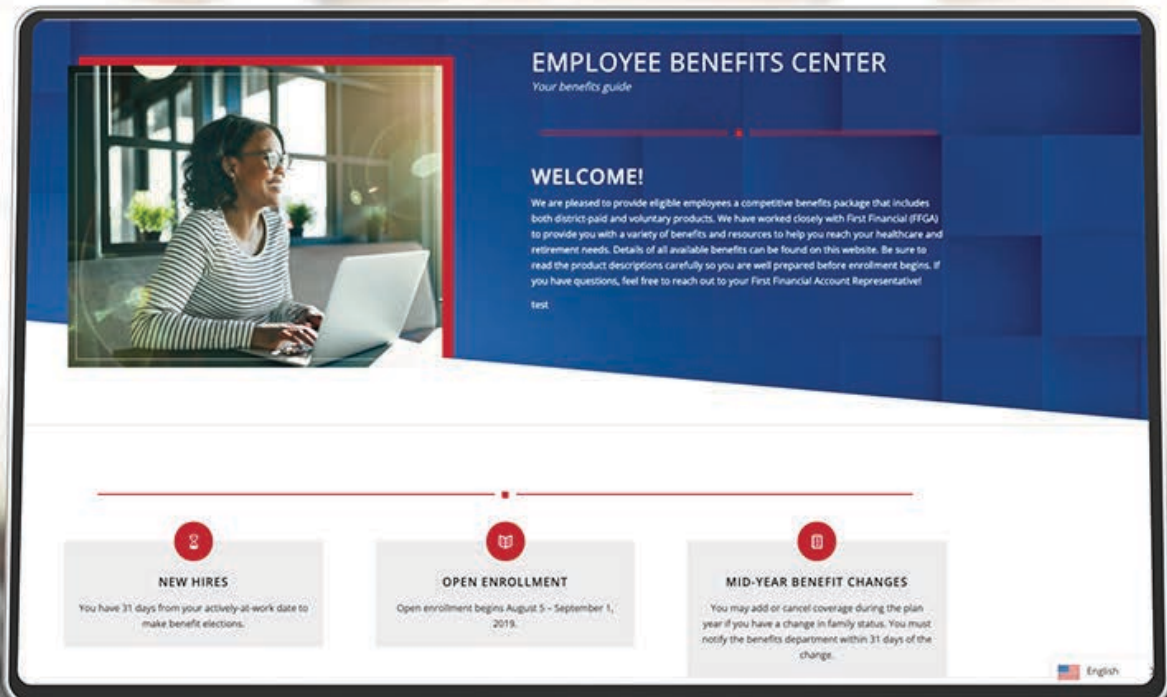 EMPLOYEE BENEFITS CENTER
Your benefits guide
WELCOME!
We are pleased to provide eligible employees a competitive benefits package that includes
both district-paid and voluntary products. We have worked closely with First Financial (FFGA)
to provide you with a variety of benefits and resources to help you reach your healthcare and
retirement needs. Details of all available benefits can be found on this website. Be sure to
read the product descriptions carefully so you are well prepared before enrollment begins. If
you have questions, feel free to reach out to your First Financial Account Representative!
test
NEW HIRES
You have 31 days from your actively-at-work date to
make benefit elections.
OPEN ENROLLMENT
Open enrollment begins August 5 – September 1,
2019.
MID-YEAR BENEFIT CHANGES
You may add or cancel coverage during the plan
year if you have a change in family status. You must
notify the benefits department within 31 days of the
change.
English